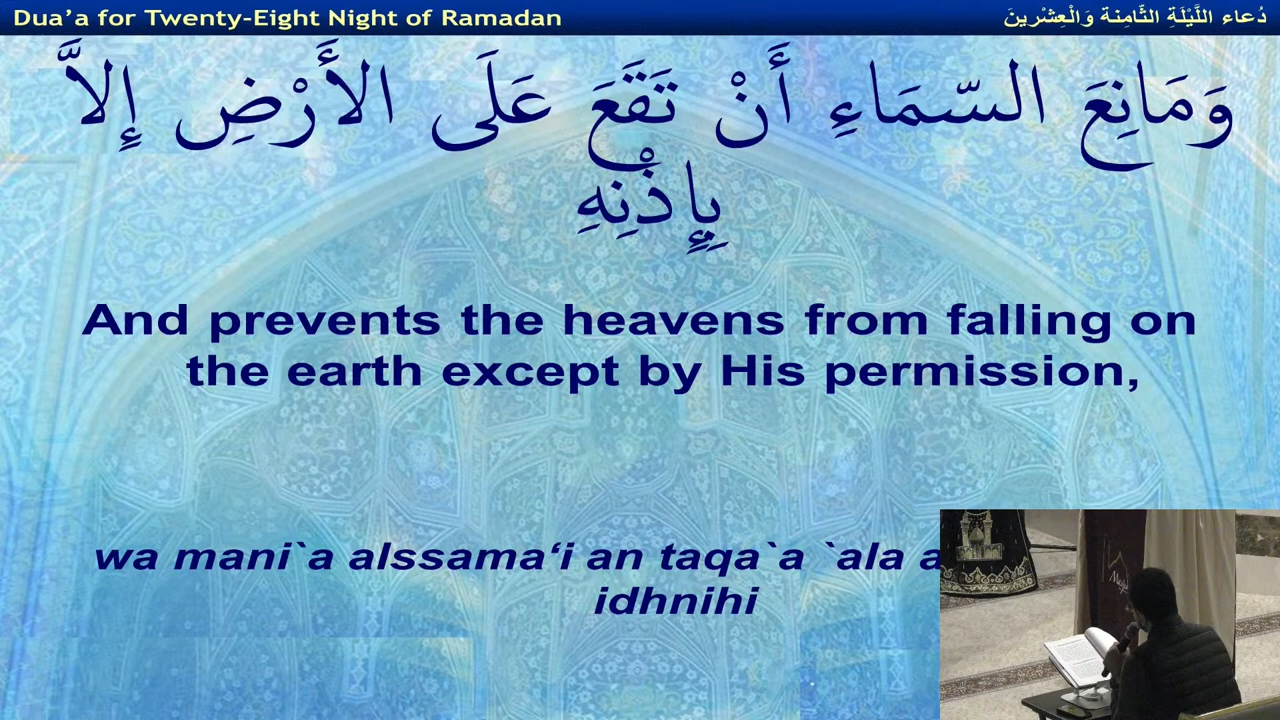 Dua’a for Twenty-Eight Night of Ramadan
دُعاء اللَّيْلَةِ الثَّامِنة وَالْعِشْرينَ
وَمَانِعَ السَّمَاءِ أَنْ تَقَعَ عَلَى الأَرْضِ إِلاَّ
بِإِذْنِهِ
And prevents the heavens from falling on
the earth except by His permission,
wa mani`a alssama‘i an taqa`a `ala a
idhnihi